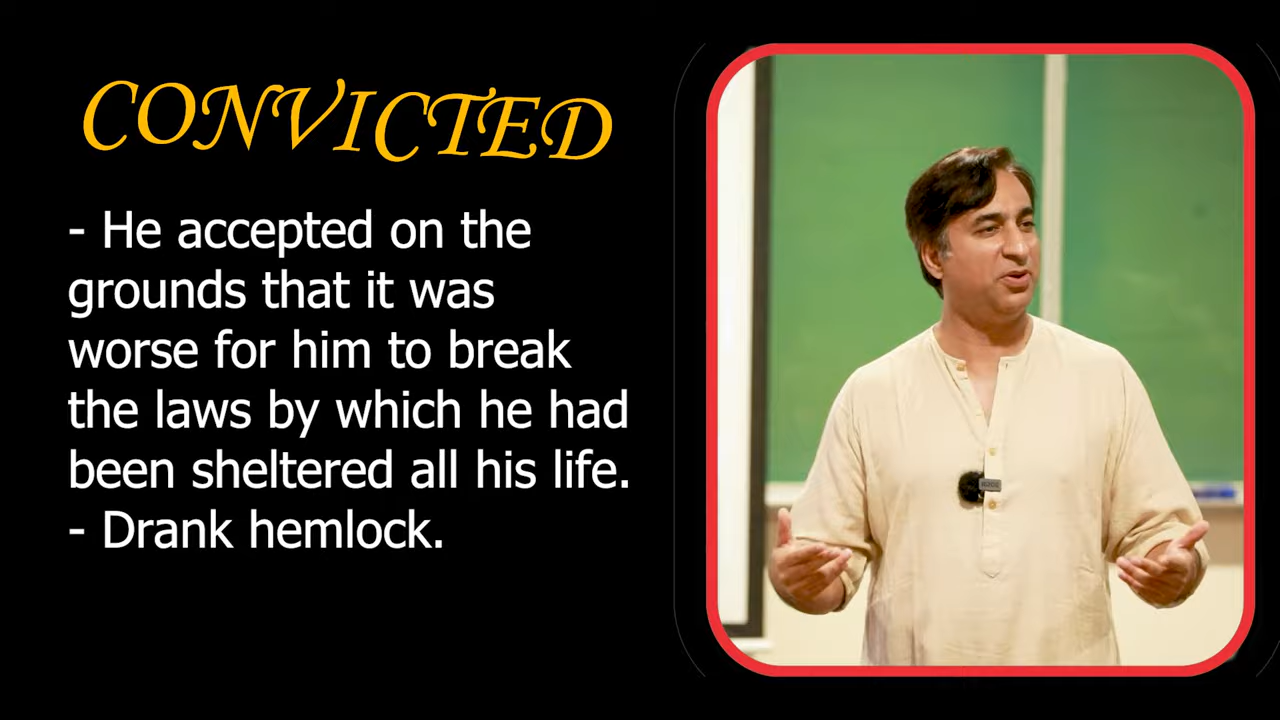 CONVICTED
- He accepted on the
grounds that it was
worse for him to break
the laws by which he had
been sheltered all his life.
- Drank hemlock.